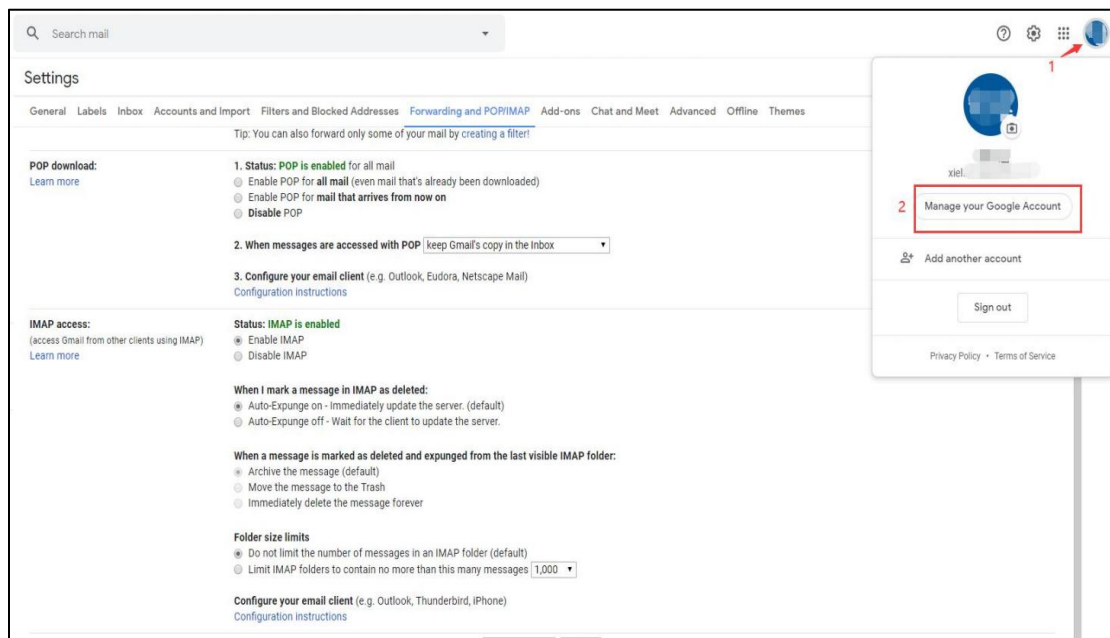 Search mail
1
Settings
General Labels Inbox Accounts and Import Filters and Blocked Addresses Forwarding and POP/IMAP Add-ons Chat and Meet Advanced Offline Themes
Tip: You can also forward only some of your mail by creating a filter!
POP download:
Learn more
1. Status: POP is enabled for all mail
Enable POP for all mail (even mail that's already been downloaded)
Enable POP for mail that arrives from now on
Disable POP
2. When messages are accessed with POP keep Gmail's copy in the Inbox
3. Configure your email client (e.g. Outlook, Eudora, Netscape Mail)
Configuration instructions
IMAP access:
(access Gmail from other clients using IMAP)
Learn more
Status: IMAP is enabled
Enable IMAP
Disable IMAP
When I mark a message in IMAP as deleted:
Auto-Expunge on - Immediately update the server. (default)
Auto-Expunge off - Wait for the client to update the server.
When a message is marked as deleted and expunged from the last visible IMAP folder:
Archive the message (default)
Move the message to the Trash
Immediately delete the message forever
Folder size limits
Do not limit the number of messages in an IMAP folder (default)
Limit IMAP folders to contain no more than this many messages 1,000
Configure your email client (e.g. Outlook, Thunderbird, iPhone)
Configuration instructions
xiel
2 Manage your Google Account
Add another account
Sign out
Privacy Policy • Terms of Service